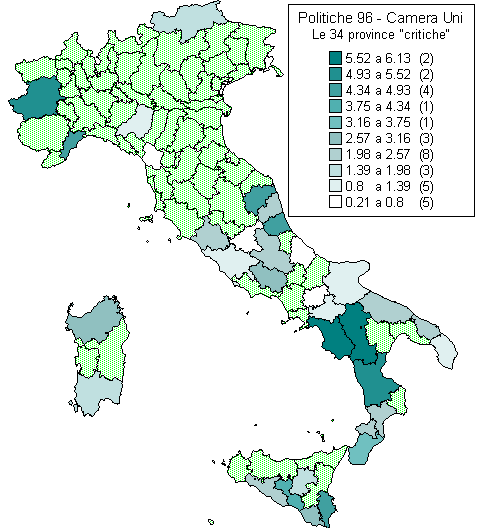 Politiche 96 - Camera Uni
Le 34 province "critiche"
5.52 a 6.13 (2)
4.93 a 5.52 (2)
4.34 a 4.93 (4)
3.75 a 4.34 (1)
3.16 a 3.75 (1)
2.57 a 3.16 (3)
1.98 a 2.57 (8)
1.39 a 1.98 (3)
0.8 a 1.39 (5)
0.21 a 0.8 (5)